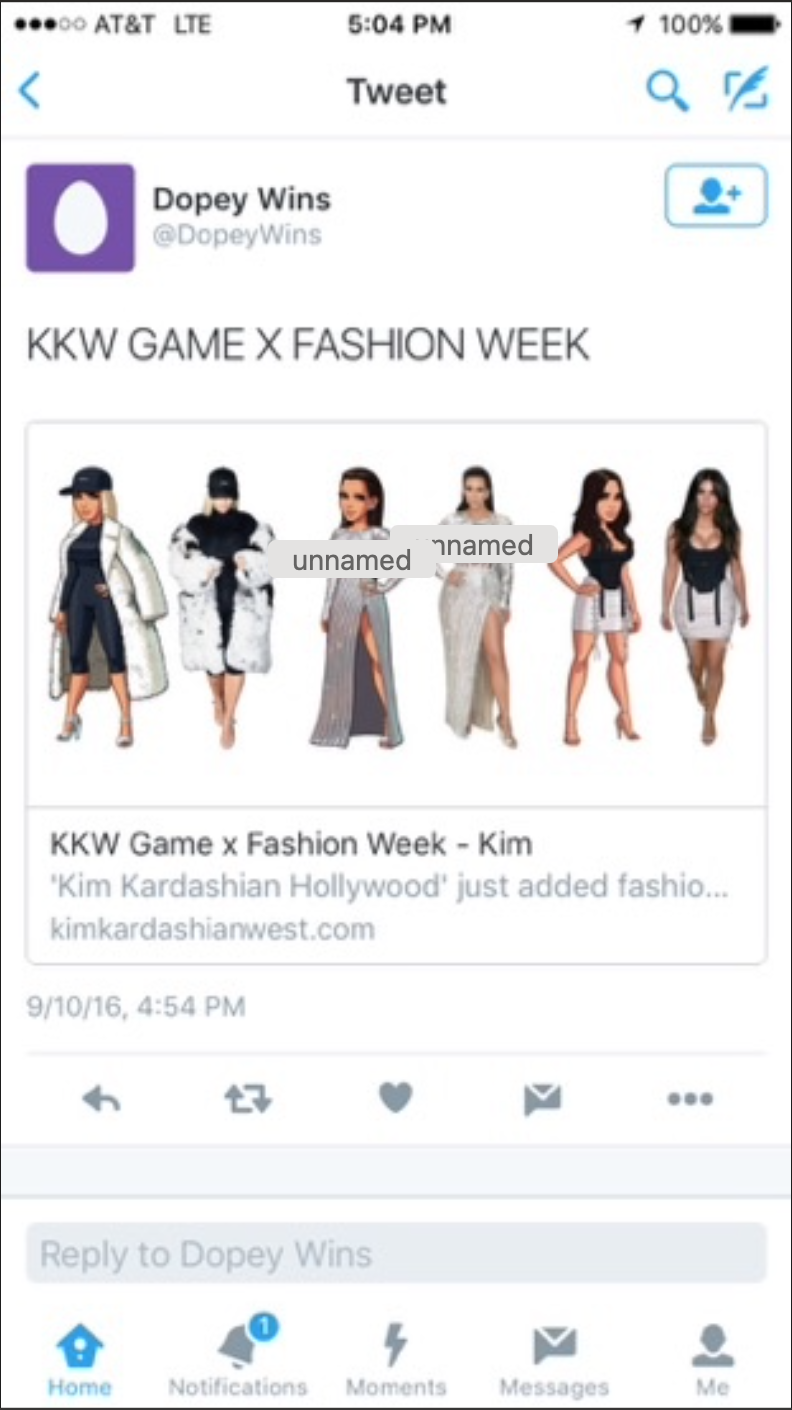 AT&T LTE 5:04 PM 100%
Tweet
Dopey Wins
@DopeyWins
KKW GAME X FASHION WEEK
unnamed
unnamed
KKW Game x Fashion Week - Kim
'Kim Kardashian Hollywood' just added fashio...
kimkardashianwest.com
9/10/16, 4:54 PM
Reply to Dopey Wins
1
Home Notifications Moments Messages Me